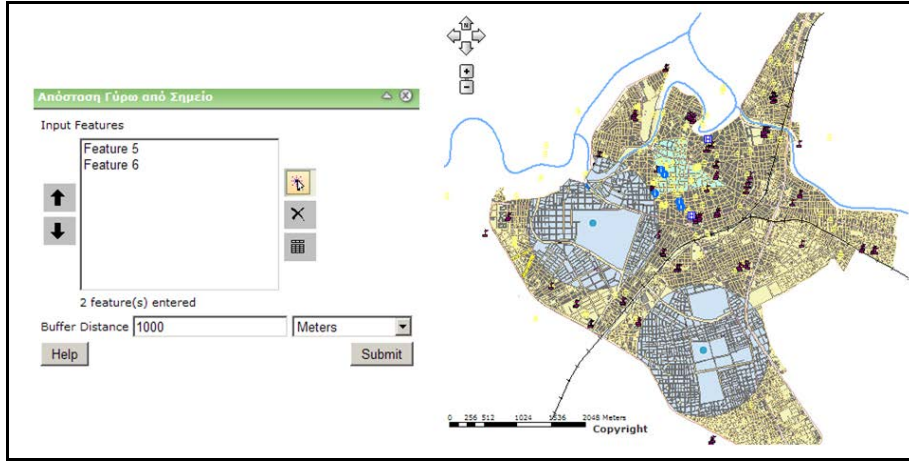 Απόσταση Γύρω από Σημείο
Input Features
Feature 5
Feature 6
2 feature(s) entered
Buffer Distance 1000 Meters
Help Submit
N
0 256 512 1024 1536 2048 Meters
Copyright